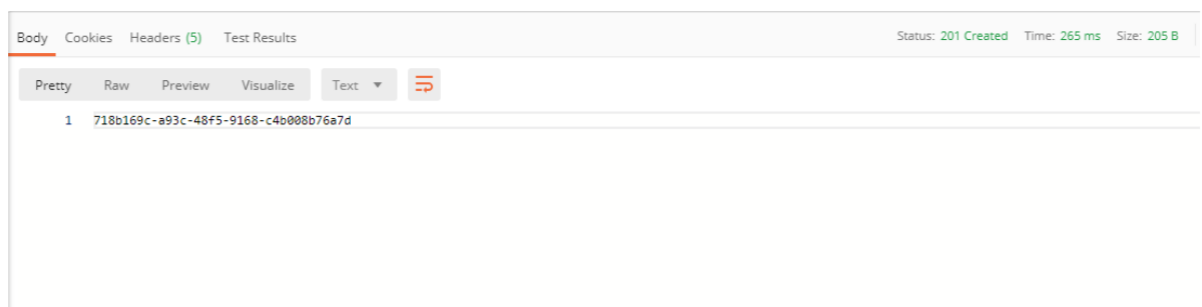 Body Cookies Headers (5) Test Results Status: 201 Created Time: 265 ms Size: 205 B
Pretty Raw Preview Visualize Text
1 718b169c-a93c-48f5-9168-c4b008b76a7d